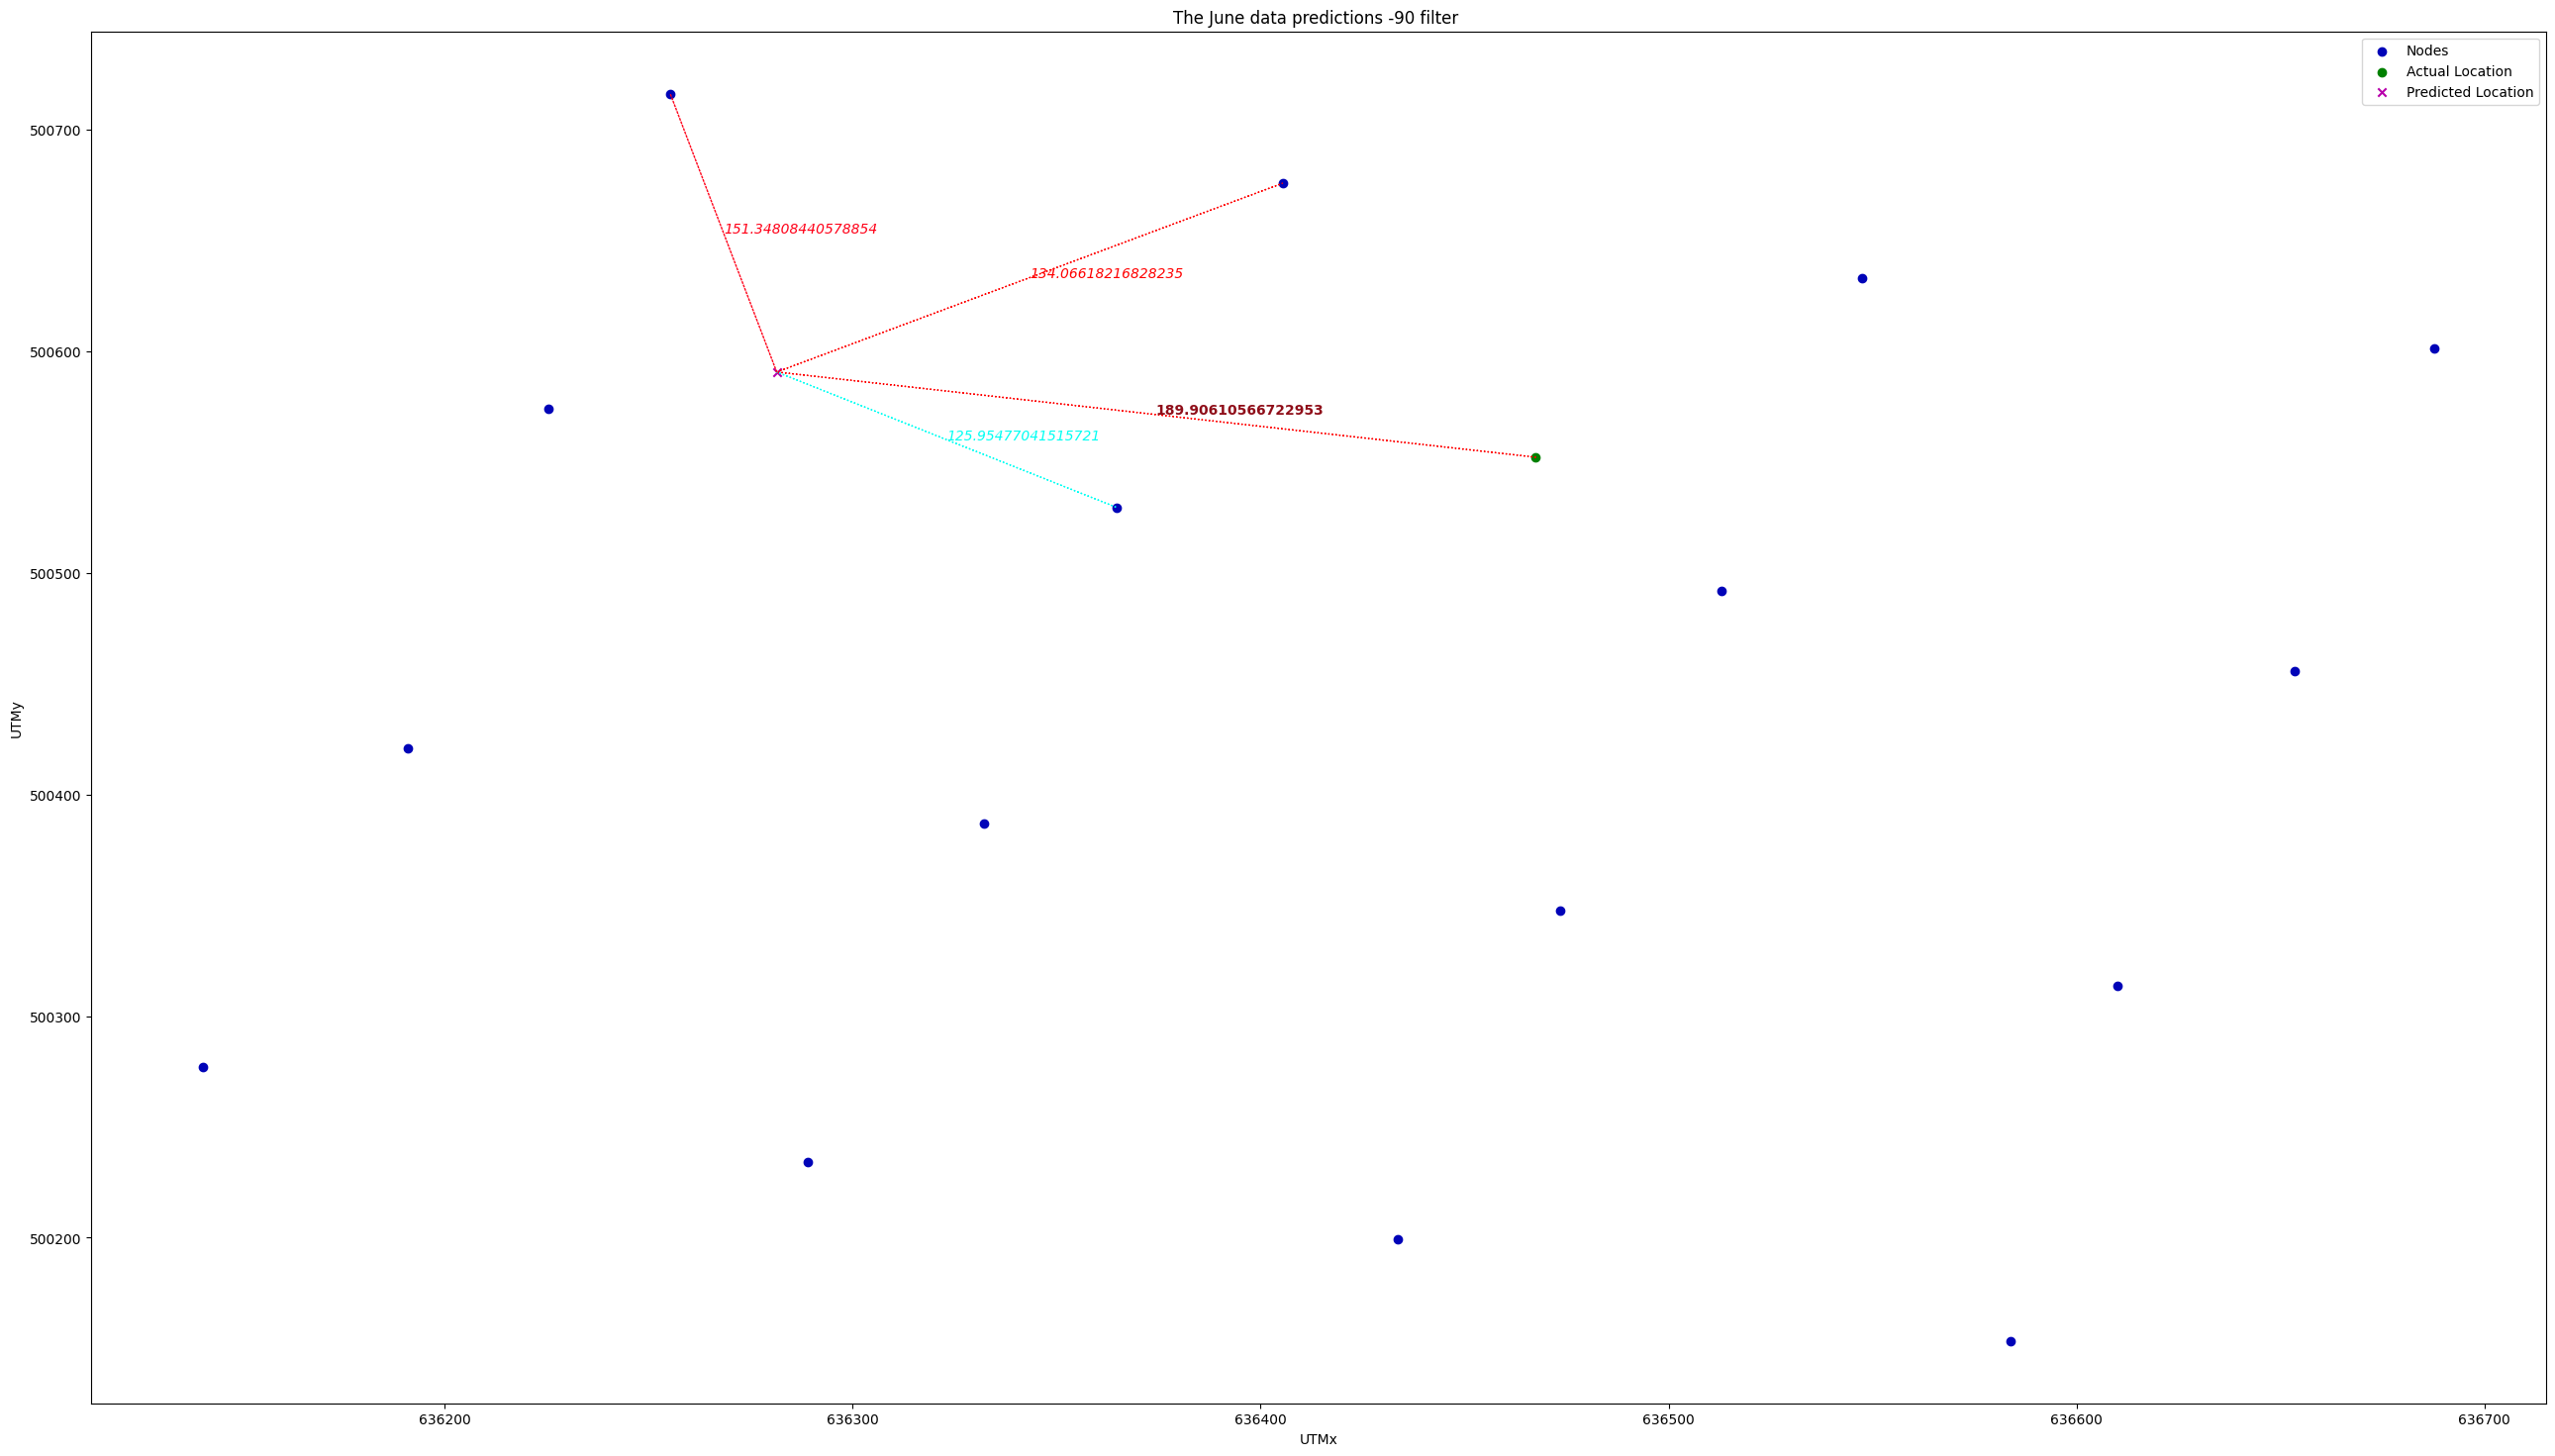 The June data predictions -90 filter
Nodes
Actual Location
Predicted Location
500700
500600
500500
500400
500300
500200
UTMy
151.34808440578854
134.06618216828235
189.90610566722953
125.95477041515721
636200
636300
636400
636500
636600
636700
UTMx